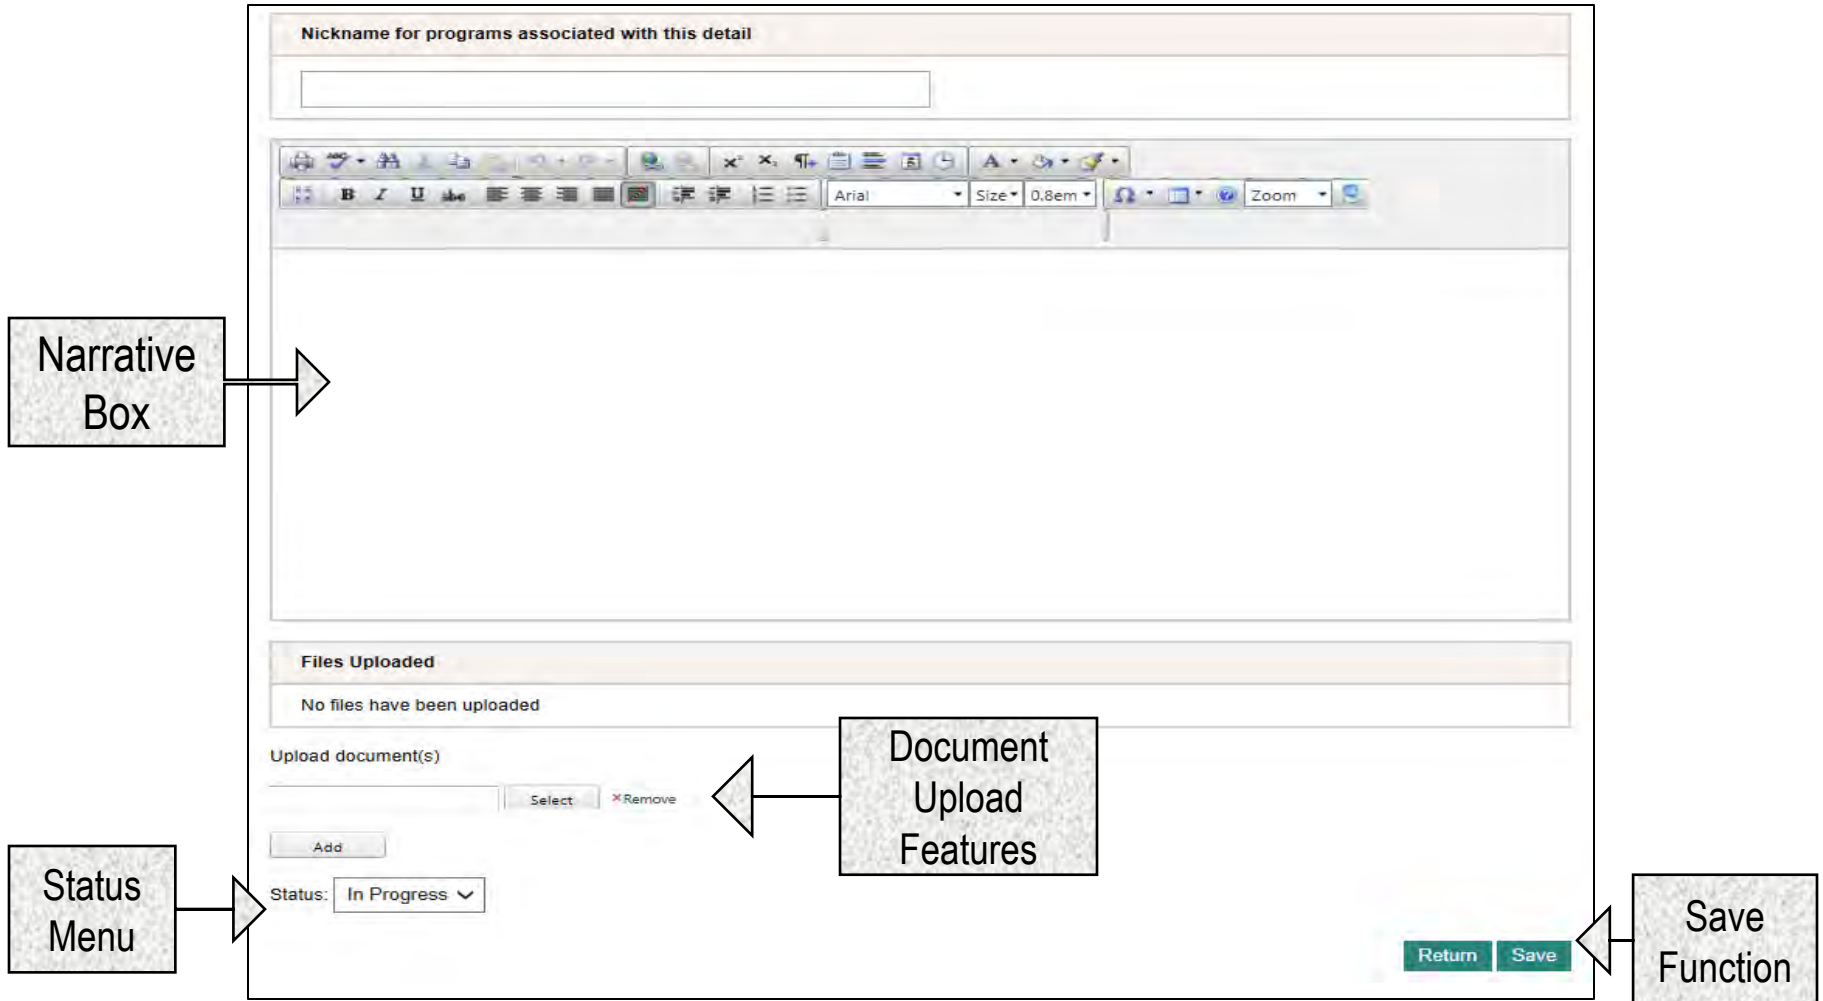 Nickname for programs associated with this detail
ABC
A
B I U abc Arial Size 0.8em Ω Zoom
Narrative
Box
Files Uploaded
No files have been uploaded
Upload document(s)
Select ×Remove
Document
Upload
Features
Add
Status
Menu
Status: In Progress
Return Save
Save
Function